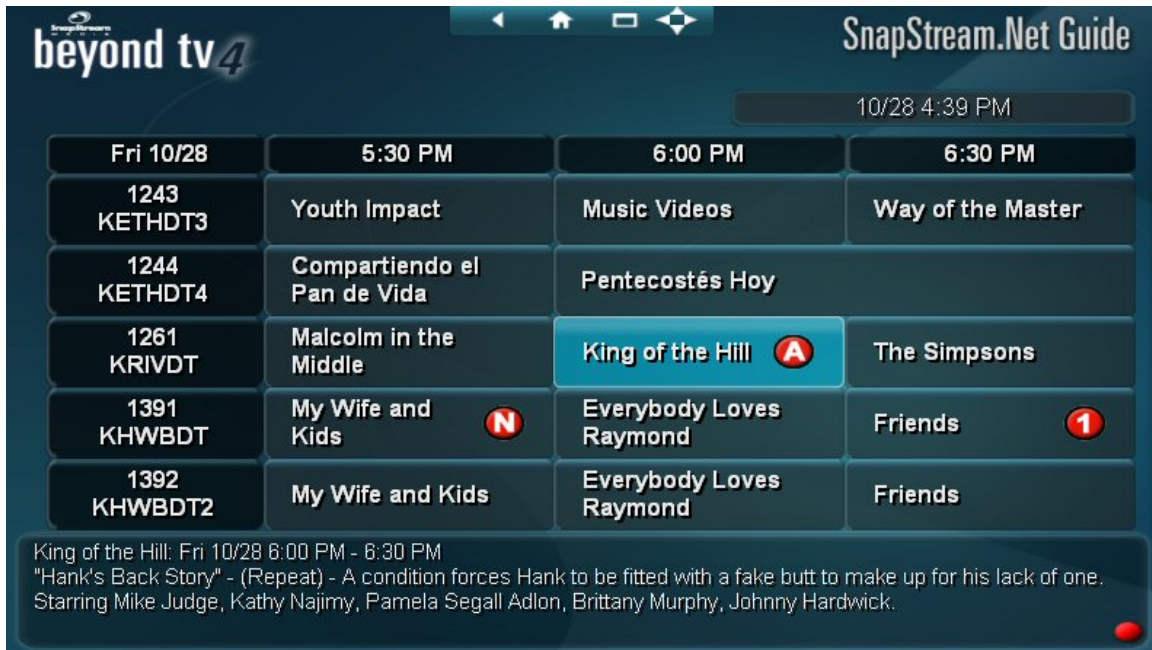 SnapStream
MEDIA
beyond tv 4
SnapStream.Net Guide
10/28 4:39 PM
Fri 10/28 5:30 PM 6:00 PM 6:30 PM
1243
KETHDT3
Youth Impact
Music Videos
Way of the Master
1244
KETHDT4
Compartiendo el
Pan de Vida
Pentecostés Hoy
1261
KRIVDT
Malcolm in the
Middle
King of the Hill A
The Simpsons
1391
KHWBDT
My Wife and
Kids
N
Everybody Loves
Raymond
Friends 1
1392
KHWBDT2
My Wife and Kids
Everybody Loves
Raymond
Friends
King of the Hill: Fri 10/28 6:00 PM - 6:30 PM
"Hank's Back Story" - (Repeat) - A condition forces Hank to be fitted with a fake butt to make up for his lack of one.
Starring Mike Judge, Kathy Najimy, Pamela Segall Adlon, Brittany Murphy, Johnny Hardwick.